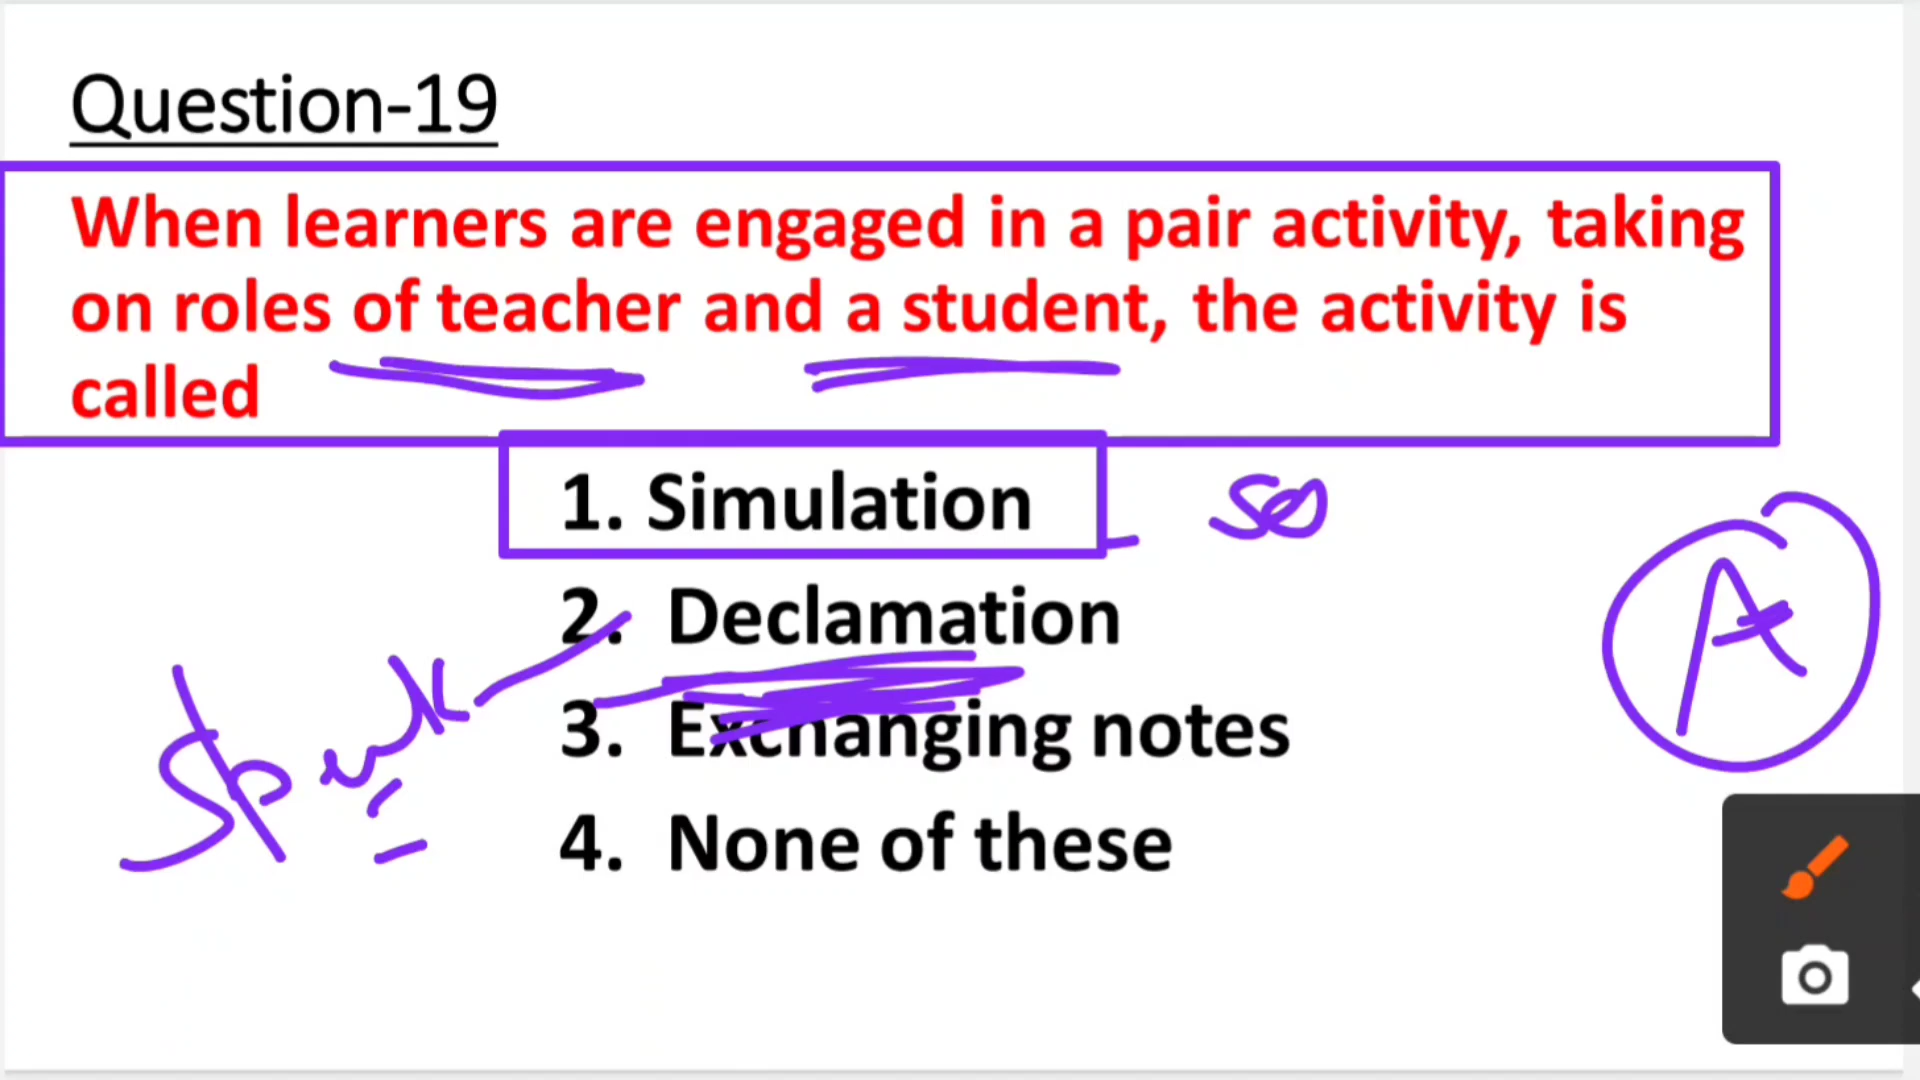 Question-19
When learners are engaged in a pair activity, taking
on roles of teacher and a student, the activity is
called
1. Simulation
2. Declamation
3. Exchanging notes
4. None of these
A